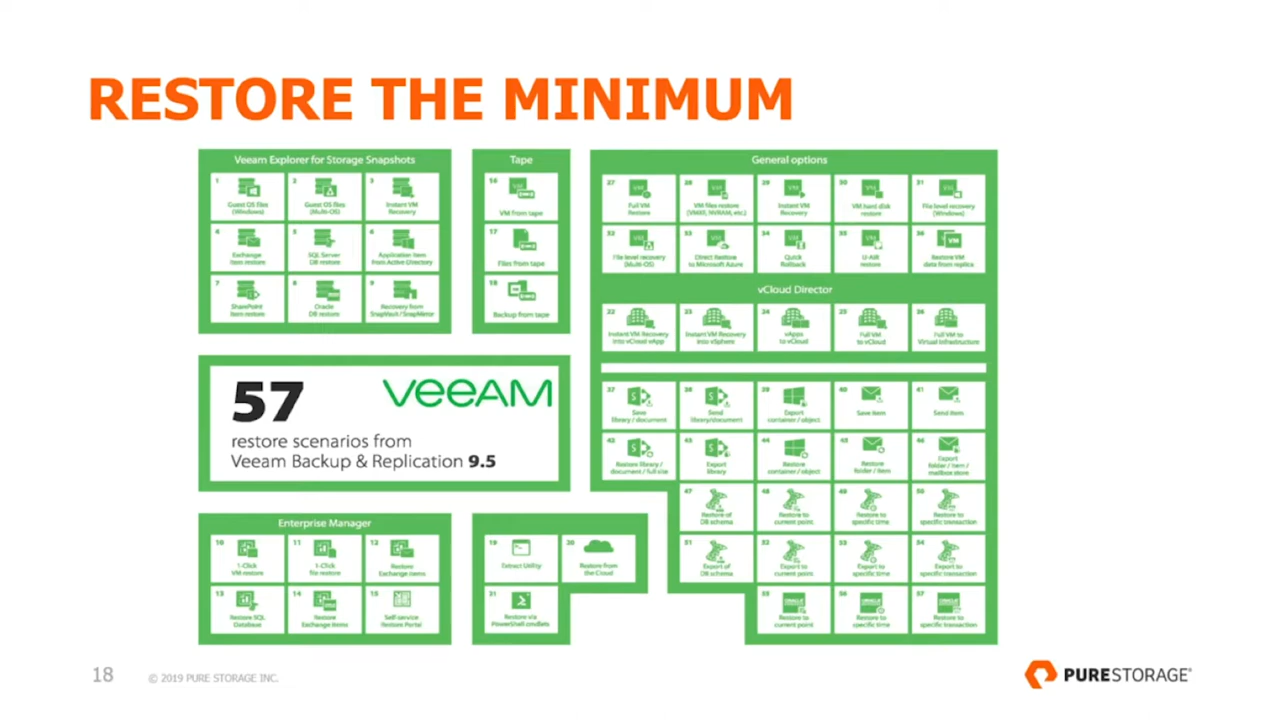 RESTORE THE MINIMUM
Veeam Explorer for Storage Snapshots
1
Guest OS files
(Windows)
2
Guest OS files
(Multi-OS)
3
Instant VM
Recovery
4
Exchange
item restore
5
SQL Server
DB restore
6
Application item
from Active Directory
7
SharePoint
item restore
8
Oracle
DB restore
9
Recovery from
SnapVault / SnapMirror
Tape
16
VM from tape
17
Files from tape
18
Backup from tape
General options
27
Full VM
Restore
28
VM files restore
(VMAX, NVRAM, etc.)
29
Instant VM
Recovery
30
VM hard disk
restore
31
File level recovery
(Windows)
32
File level recovery
(Multi-OS)
33
Direct Restore
to Microsoft Azure
34
Quick
Rollback
35
U-AIR
restore
36
Restore VM
data from replica
vCloud Director
22
Instant VM Recovery
into vCloud vApp
23
Instant VM Recovery
into vSphere
24
vApps
to vCloud
25
Full VM
to vCloud
26
Full VM to
Virtual Infrastructure
37
Save
library / document
38
Send
library/document
39
Export
container / object
40
Save item
41
Send item
42
Restore library /
document / full site
43
Export
library
44
Restore
container / object
45
Restore
folder / item
46
Export
folder / item /
mailbox store
47
Restore of
DB schema
48
Restore to
current point
49
Restore to
specific time
50
Restore to
specific transaction
51
Export of
DB schema
52
Export to
current point
53
Export to
specific time
54
Export to
specific transaction
55
Restore to
current point
56
Restore to
specific time
57
Restore to
specific transaction
57
veeAM
restore scenarios from
Veeam Backup & Replication 9.5
Enterprise Manager
10
1-Click
VM restore
11
1-Click
file restore
12
Restore
Exchange items
13
Restore SQL
Database
14
Restore
Exchange items
15
Self-service
Restore Portal
19
Extract Utility
20
Restore from
the Cloud
21
Restore via
PowerShell cmdlets
18
© 2019 PURE STORAGE INC.
PURESTORAGE®